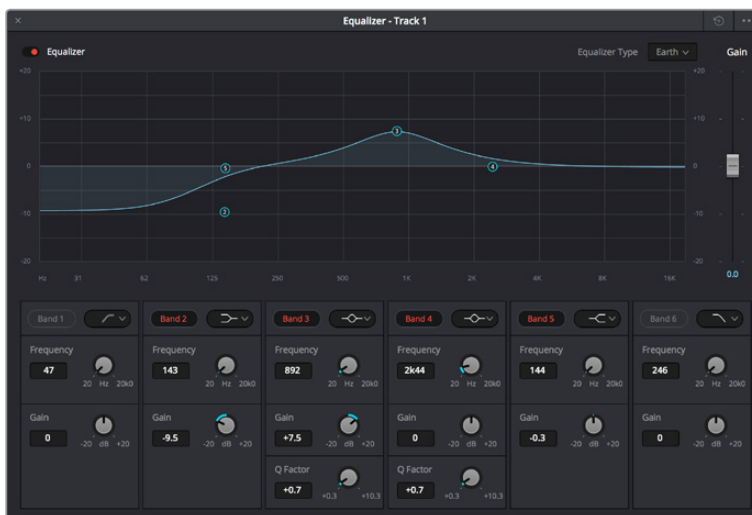 Equalizer - Track 1
Equalizer
Equalizer Type Earth Gain
+20 +20
+10 +10
0 0
-10 -10
-20 -20
3
5
4
2
Hz 31 62 125 250 500 1K 2K 4K 8K 16K
0.0
Band 1 Band 2 Band 3 Band 4 Band 5 Band 6
Frequency Frequency Frequency Frequency Frequency Frequency
47 143 892 2k44 144 246
20 Hz 20k0 20 Hz 20k0 20 Hz 20k0 20 Hz 20k0 20 Hz 20k0 20 Hz 20k0
Gain Gain Gain Gain Gain Gain
0 -9.5 +7.5 0 -0.3 0
-20 dB +20 -20 dB +20 -20 dB +20 -20 dB +20 -20 dB +20 -20 dB +20
Q Factor Q Factor
+0.7 +0.7
+0.3 +10.3 +0.3 +10.3